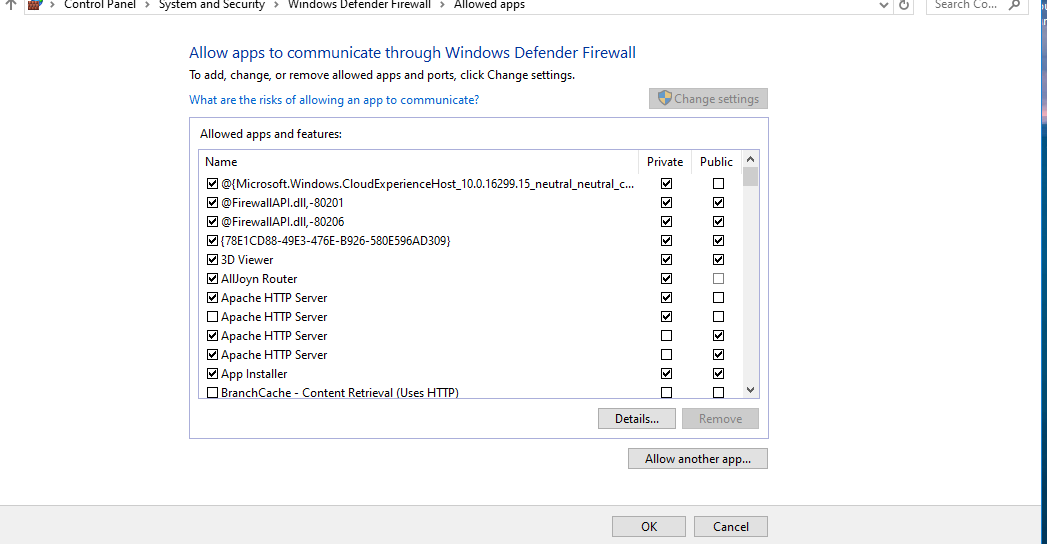 Control Panel > System and Security > Windows Defender Firewall > Allowed apps
Search Co...
Allow apps to communicate through Windows Defender Firewall
To add, change, or remove allowed apps and ports, click Change settings.
What are the risks of allowing an app to communicate?
Change settings
Allowed apps and features:
Name Private Public
@{Microsoft.Windows.CloudExperienceHost_10.0.16299.15_neutral_neutral_c...
@FirewallAPI.dll,-80201
@FirewallAPI.dll,-80206
{78E1CD88-49E3-476E-B926-580E596AD309}
3D Viewer
AllJoyn Router
Apache HTTP Server
Apache HTTP Server
Apache HTTP Server
Apache HTTP Server
App Installer
BranchCache - Content Retrieval (Uses HTTP)
Details... Remove
Allow another app...
OK Cancel